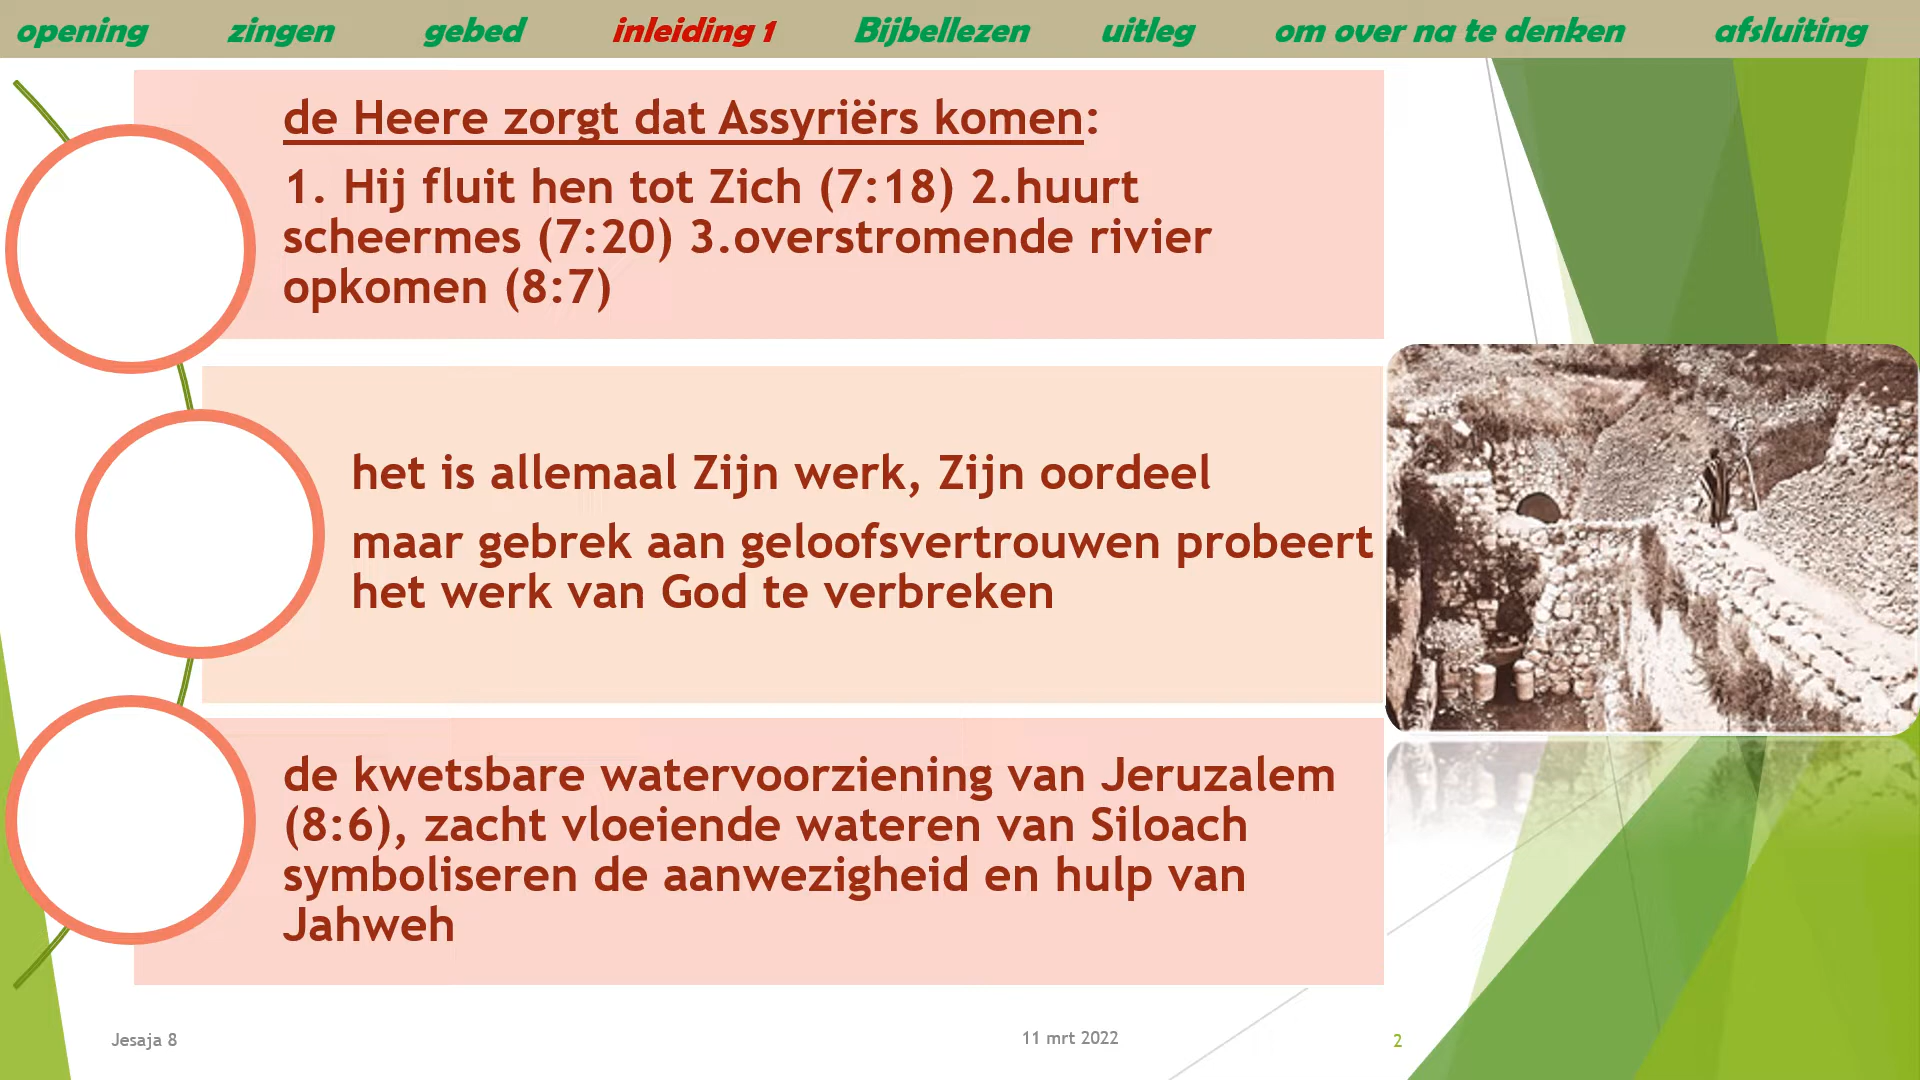 opening zingen gebed inleiding 1 Bijbellezen uitleg om over na te denken afsluiting
de Heere zorgt dat Assyriërs komen:
1. Hij fluit hen tot Zich (7:18) 2.huurt
scheermes (7:20) 3.overstromende rivier
opkomen (8:7)
het is allemaal Zijn werk, Zijn oordeel
maar gebrek aan geloofsvertrouwen probeert
het werk van God te verbreken
de kwetsbare watervoorziening van Jeruzalem
(8:6), zacht vloeiende wateren van Siloach
symboliseren de aanwezigheid en hulp van
Jahweh
Jesaja 8 11 mrt 2022 2